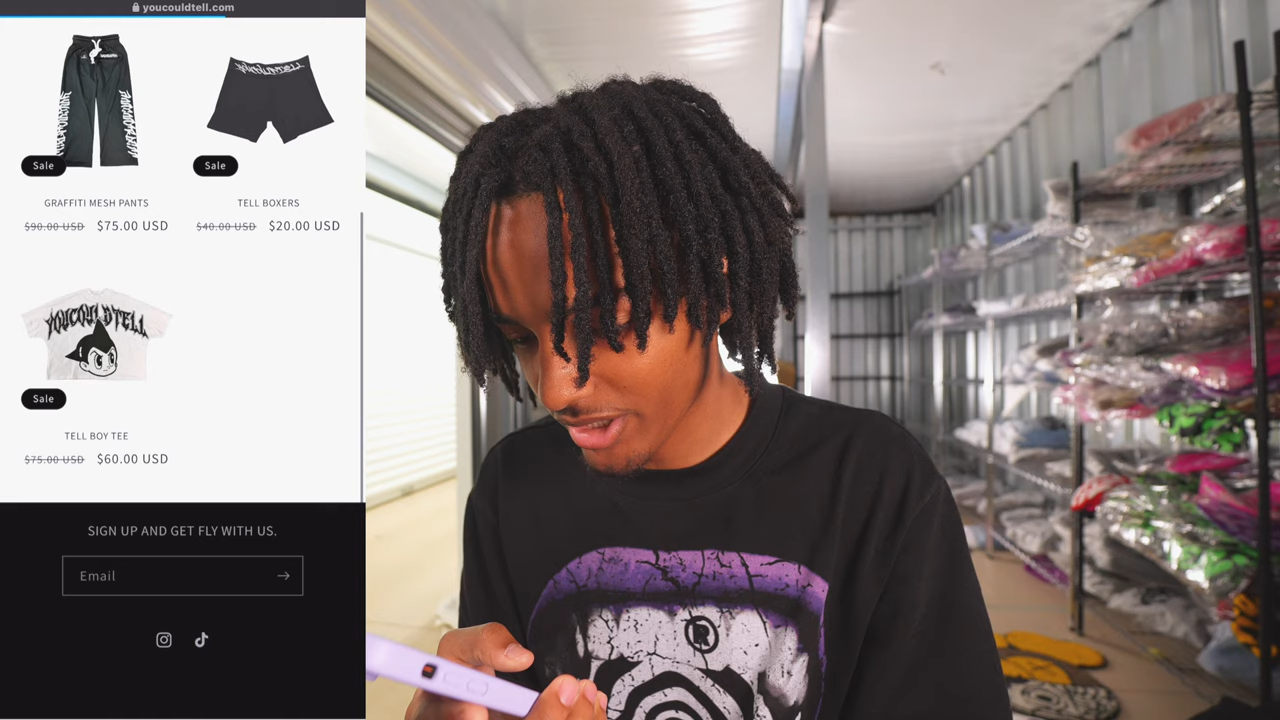 youcouldtell.com
YOUCOULDTELL
Sale
Sale
GRAFFITI MESH PANTS
TELL BOXERS
$90.00 USD $75.00 USD
$40.00 USD $20.00 USD
YOUCOULDTELL
Sale
TELL BOY TEE
$75.00 USD $60.00 USD
SIGN UP AND GET FLY WITH US.
Email
®